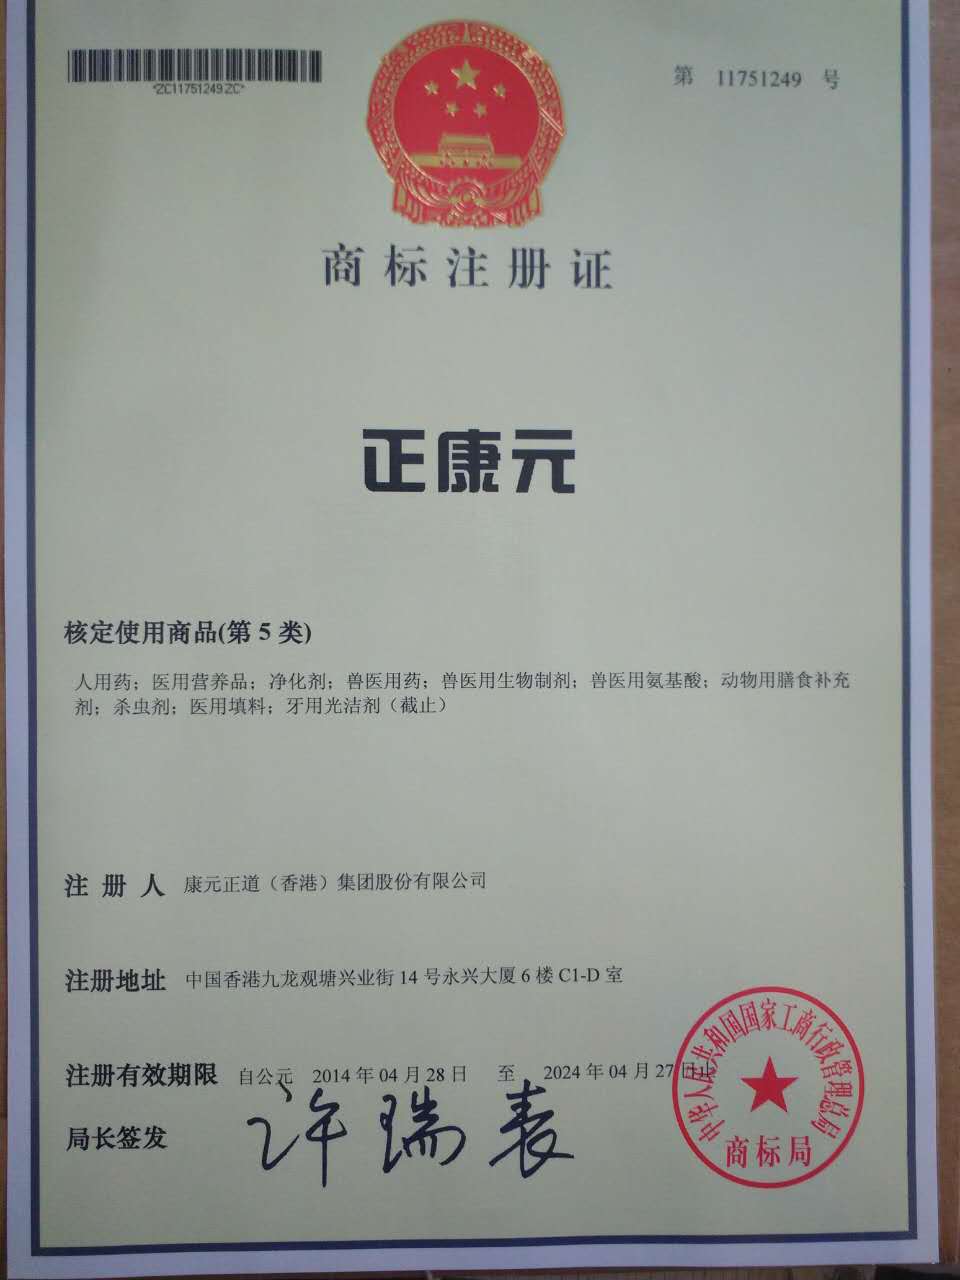 *ZC11751249ZC*
第 11751249 号
商标注册证
正康元
核定使用商品(第 5 类)
人用药；医用营养品；净化剂；兽医用药；兽医用生物制剂；兽医用氨基酸；动物用膳食补充
剂；杀虫剂；医用填料；牙用光洁剂（截止）
注册人 康元正道（香港）集团股份有限公司
注册地址 中国香港九龙观塘兴业街 14 号永兴大厦 6 楼 C1-D 室
注册有效期限 自公元 2014 年 04 月 28 日 至 2024 年 04 月 27 日止
局长签发 许瑞表
中华人民共和国国家工商行政管理总局
商标局